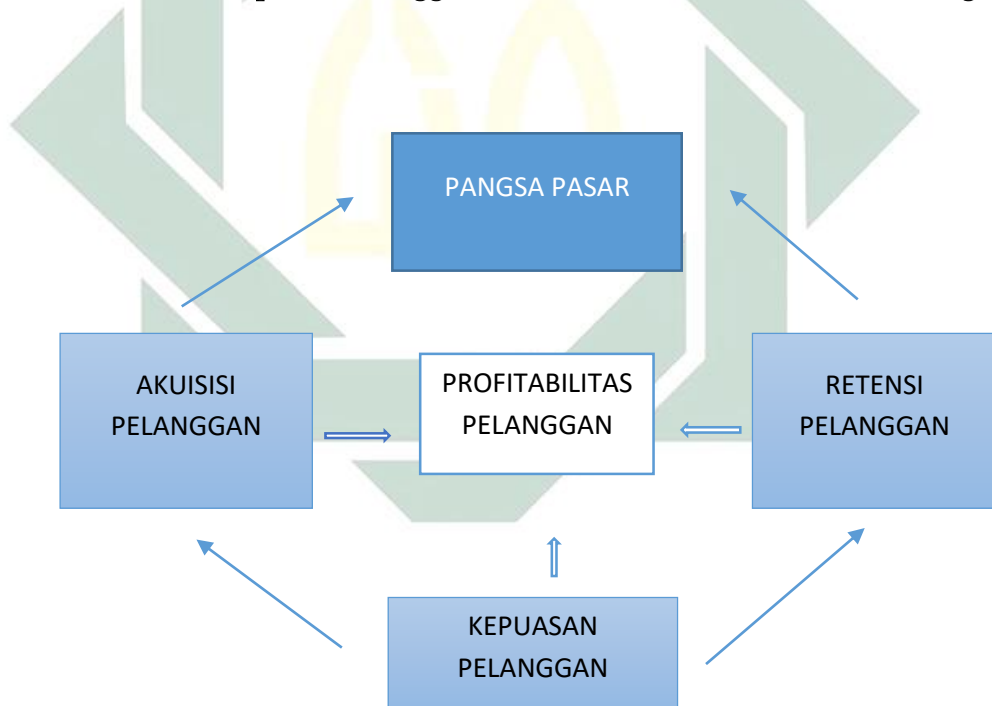 PANGSA PASAR
AKUISISI
PELANGGAN
PROFITABILITAS
PELANGGAN
RETENSI
PELANGGAN
KEPUASAN
PELANGGAN